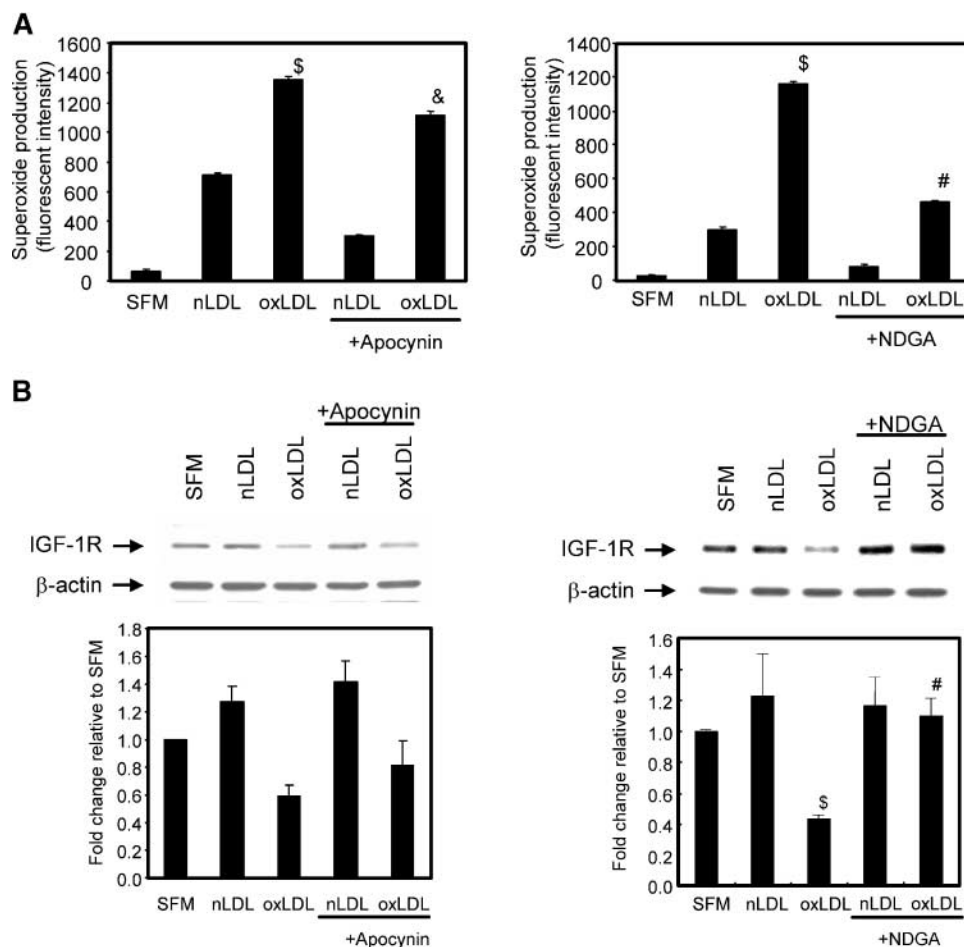 A
Superoxide production
(fluorescent intensity)
1600
1400
1200
1000
800
600
400
200
0
$
&
SFM nLDL oxLDL nLDL oxLDL
+Apocynin
Superoxide production
(fluorescent intensity)
1400
1200
1000
800
600
400
200
0
$
#
SFM nLDL oxLDL nLDL oxLDL
+NDGA
B
+Apocynin
SFM nLDL oxLDL nLDL oxLDL
IGF-1R
β-actin
Fold change relative to SFM
1.8
1.6
1.4
1.2
1.0
0.8
0.6
0.4
0.2
0.0
SFM nLDL oxLDL nLDL oxLDL
+Apocynin
+NDGA
SFM nLDL oxLDL nLDL oxLDL
IGF-1R
β-actin
Fold change relative to SFM
1.6
1.4
1.2
1.0
0.8
0.6
0.4
0.2
0.0
$
#
SFM nLDL oxLDL nLDL oxLDL
+NDGA